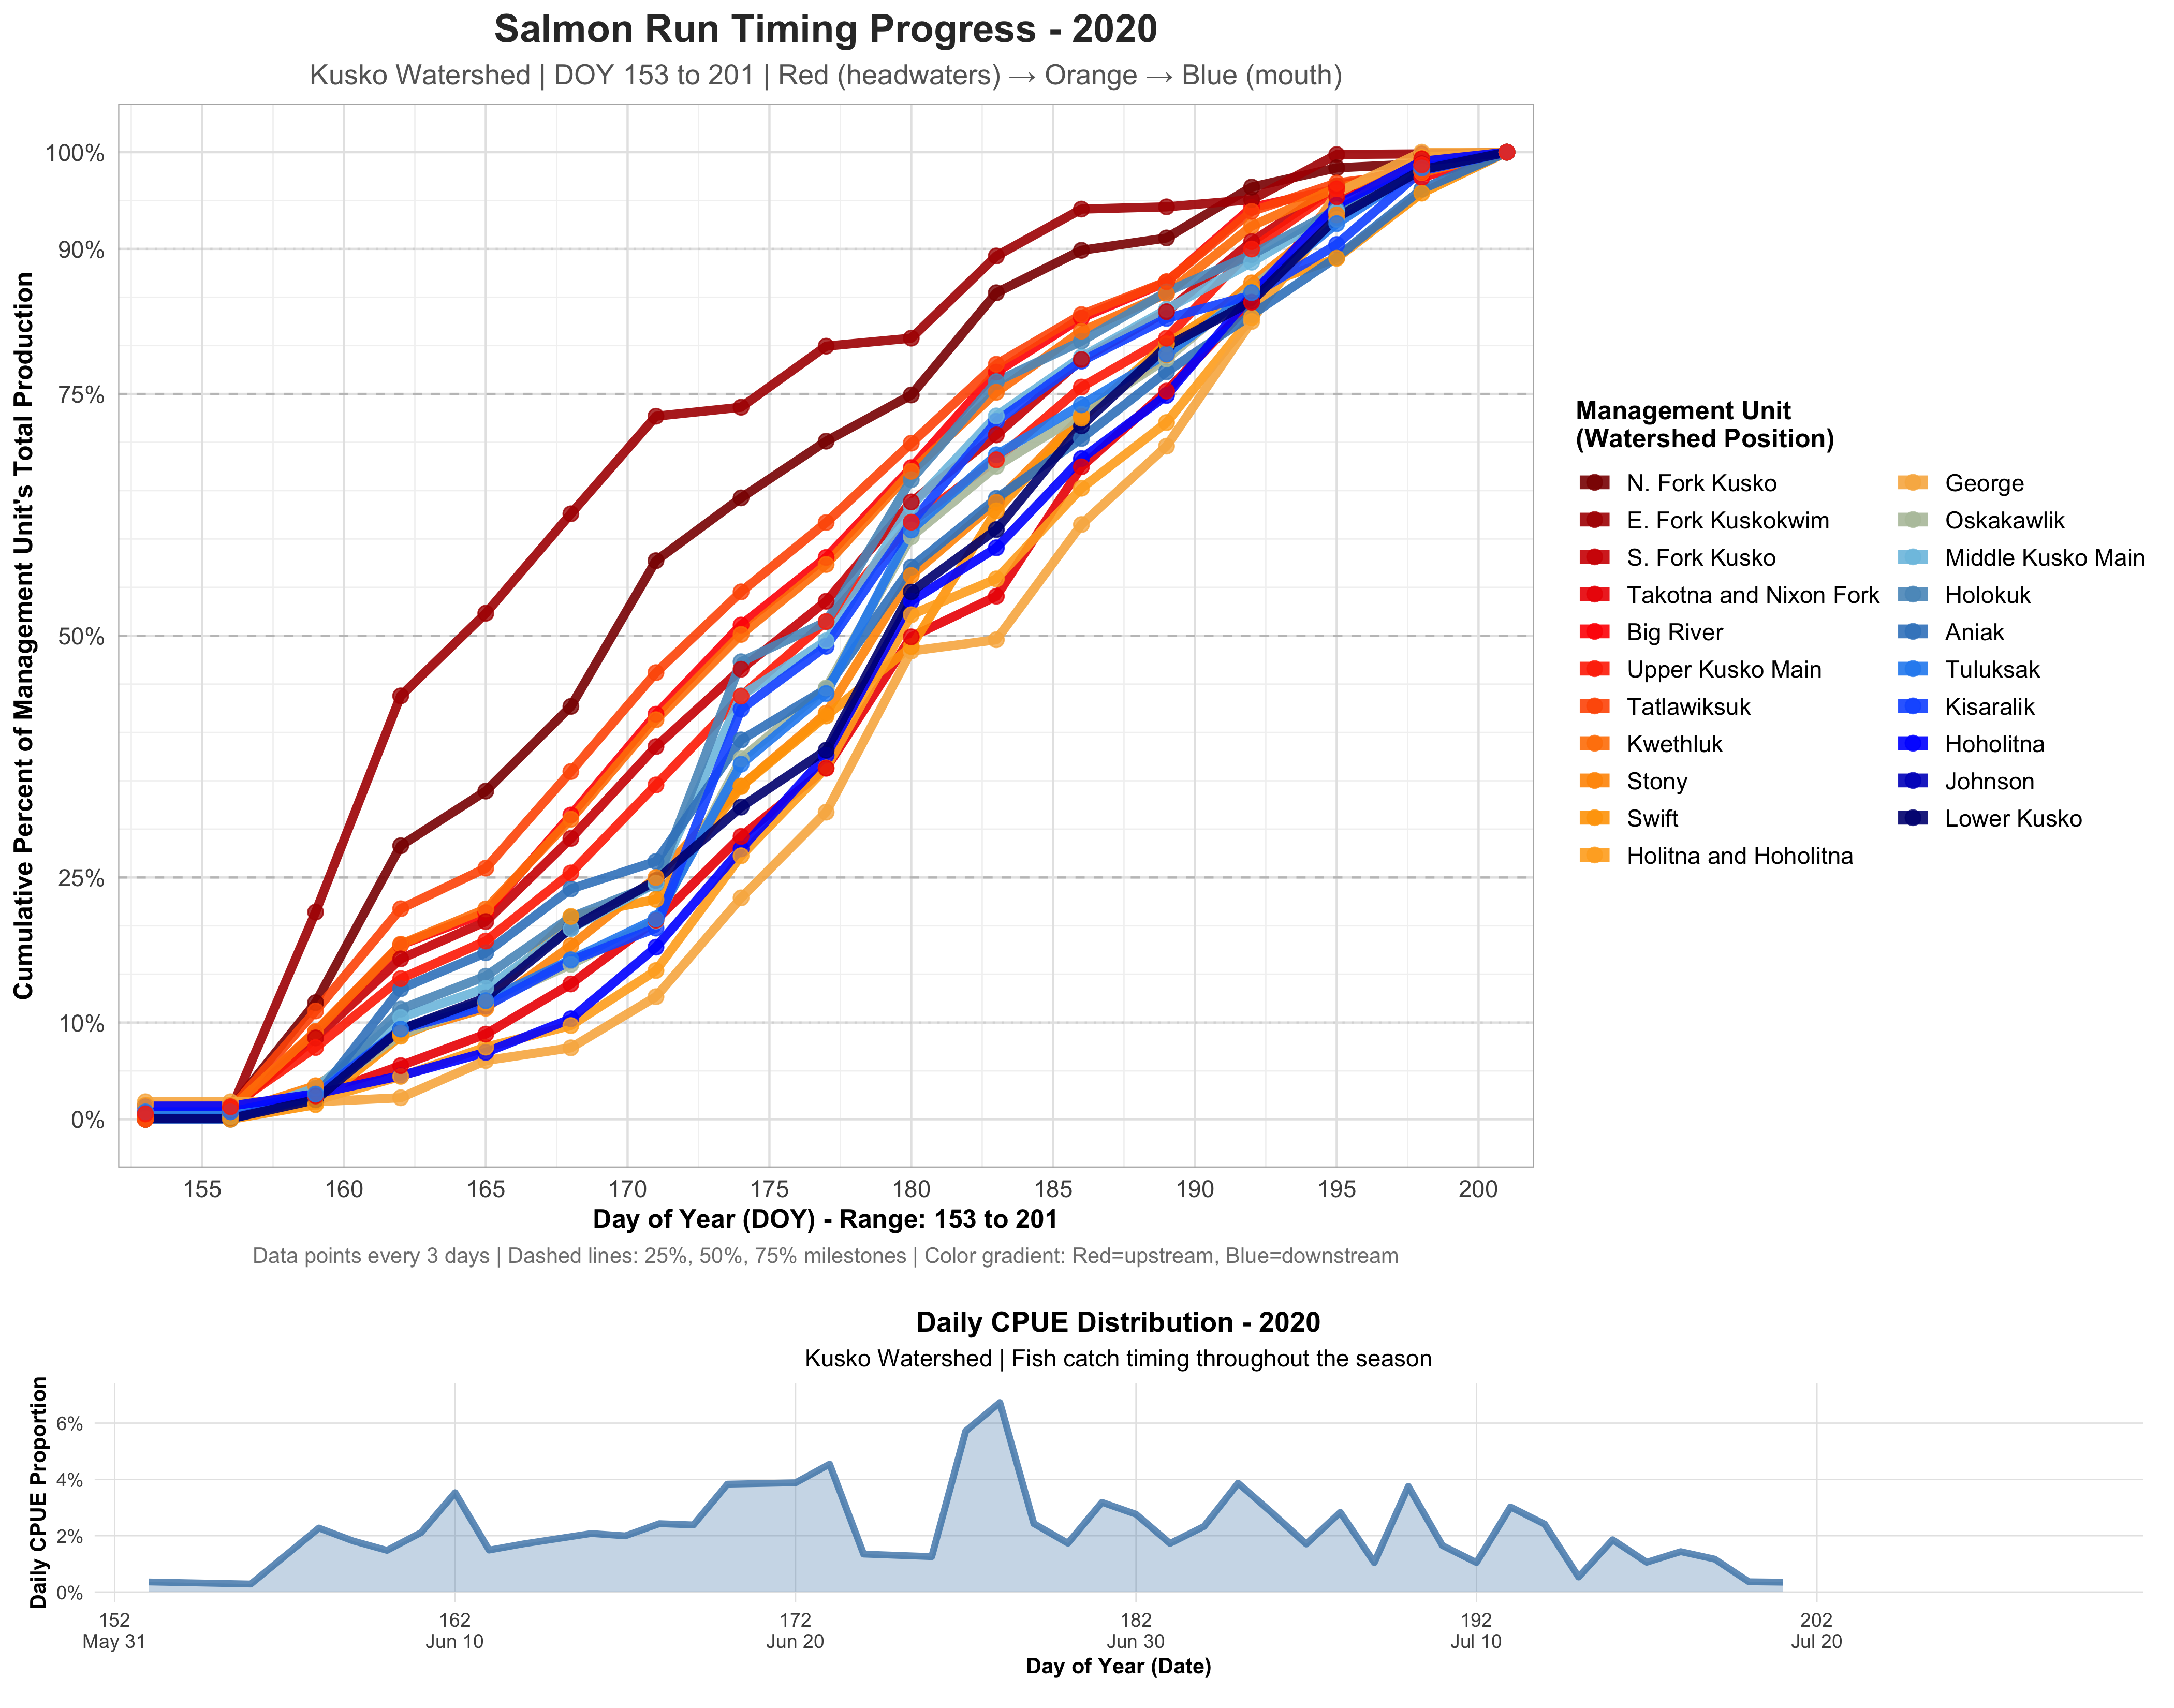 Salmon Run Timing Progress - 2020
Kusko Watershed | DOY 153 to 201 | Red (headwaters) → Orange → Blue (mouth)
Cumulative Percent of Management Unit's Total Production
100%
90%
75%
50%
25%
10%
0%
155 160 165 170 175 180 185 190 195 200
Day of Year (DOY) - Range: 153 to 201
Data points every 3 days | Dashed lines: 25%, 50%, 75% milestones | Color gradient: Red=upstream, Blue=downstream
Management Unit
(Watershed Position)
N. Fork Kusko
E. Fork Kuskokwim
S. Fork Kusko
Takotna and Nixon Fork
Big River
Upper Kusko Main
Tatlawiksuk
Kwethluk
Stony
Swift
Holitna and Hoholitna
George
Oskakawlik
Middle Kusko Main
Holokuk
Aniak
Tuluksak
Kisaralik
Hoholitna
Johnson
Lower Kusko
Daily CPUE Distribution - 2020
Kusko Watershed | Fish catch timing throughout the season
Daily CPUE Proportion
6%
4%
2%
0%
152 162 172 182 192 202
May 31 Jun 10 Jun 20 Jun 30 Jul 10 Jul 20
Day of Year (Date)